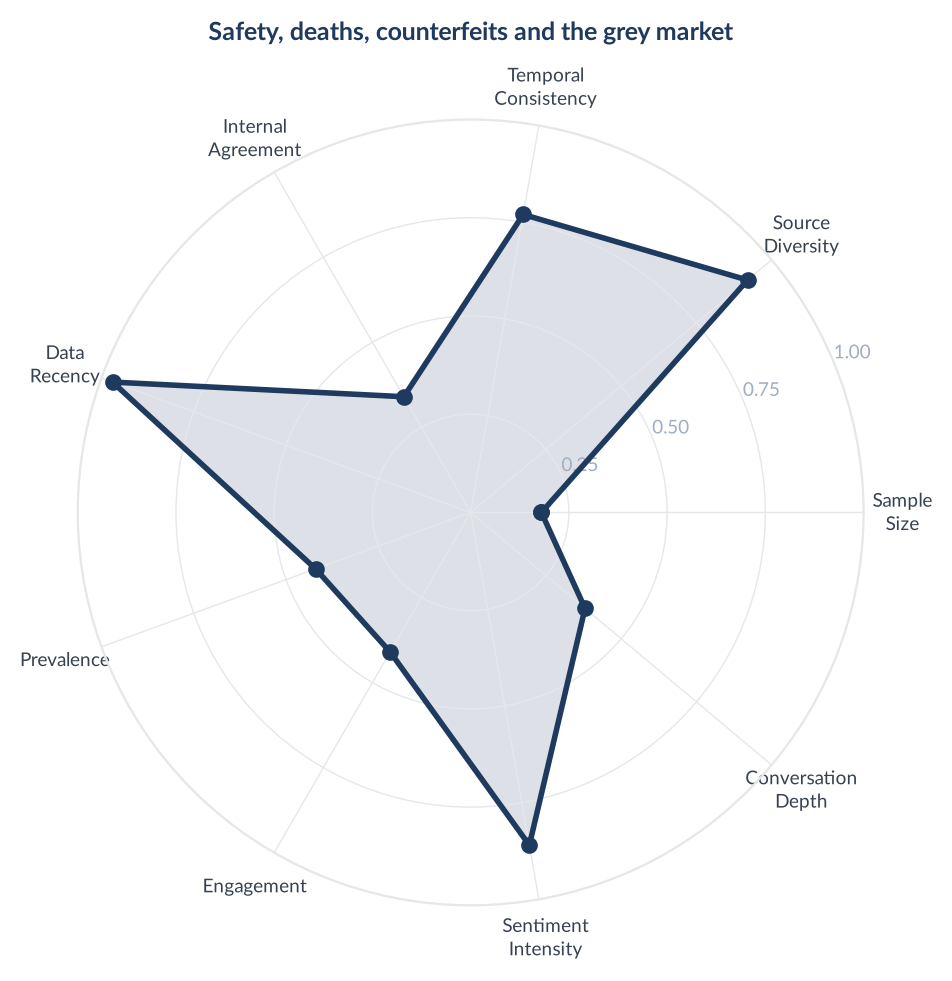 Safety, deaths, counterfeits and the grey market
Temporal
Consistency
Internal
Agreement
Source
Diversity
Data
Recency
1.00
0.75
0.50
0.25
Sample
Size
Prevalence
Conversation
Depth
Engagement
Sentiment
Intensity